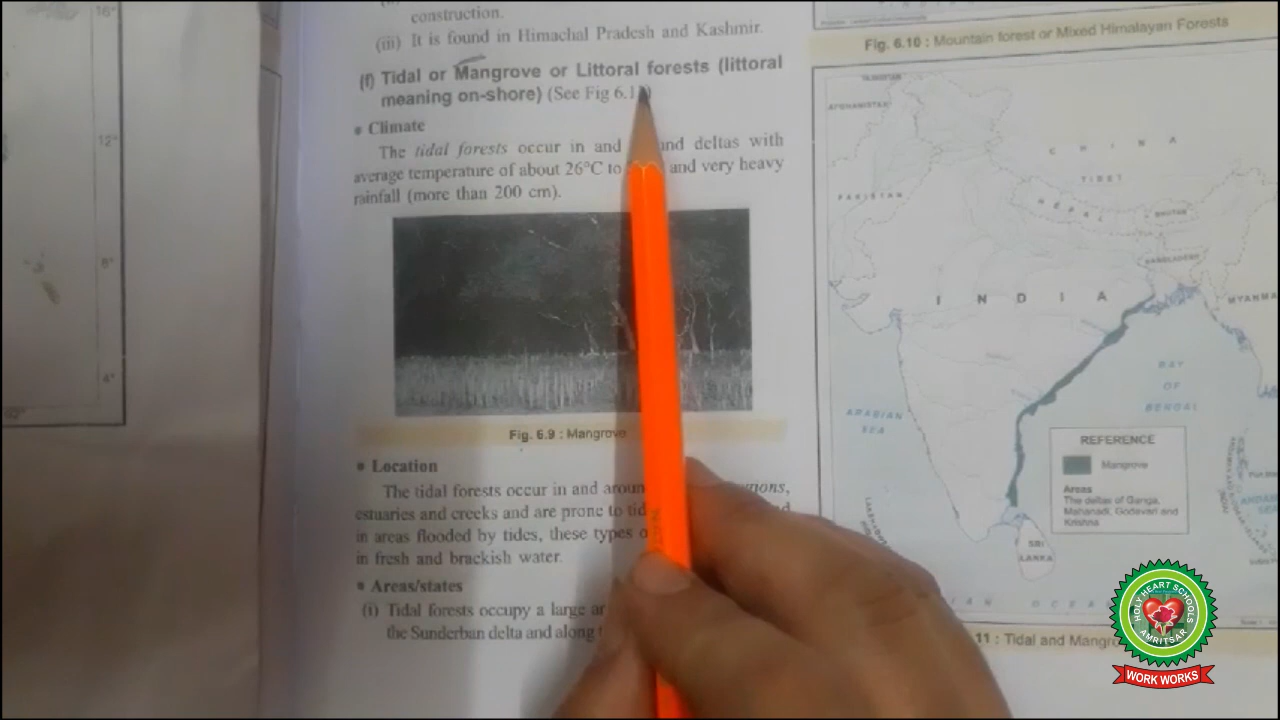 16°
12°
8°
4°
construction.
(iii) It is found in Himachal Pradesh and Kashmir.
(f) Tidal or Mangrove or Littoral forests (littoral
meaning on-shore) (See Fig 6.1
• Climate
The tidal forests occur in and und deltas with
average temperature of about 26°C to and very heavy
rainfall (more than 200 cm).
Fig. 6.9 : Mangrove
• Location
The tidal forests occur in and aroun
estuaries and creeks and are prone to tid
in areas flooded by tides, these types o
in fresh and brackish water.
• Areas/states
(i) Tidal forests occupy a large ar
the Sunderban delta and along
Fig. 6.10 : Mountain forest or Mixed Himalayan Forests
AFGHANISTAN
CHINA
TIBET
PAKISTAN
NEPAL
BHUTAN
BANGLADESH
INDIA
MYANMA
BAY
OF
BENGAL
ARABIAN
SEA
REFERENCE
Mangrove
Areas
The deltas of Ganga,
Mahanadi, Godavari and
Krishna
SRI
LANKA
11 : Tidal and Mangro
HOLY HEART SCHOOLS
AMRITSAR
WORK WORKS